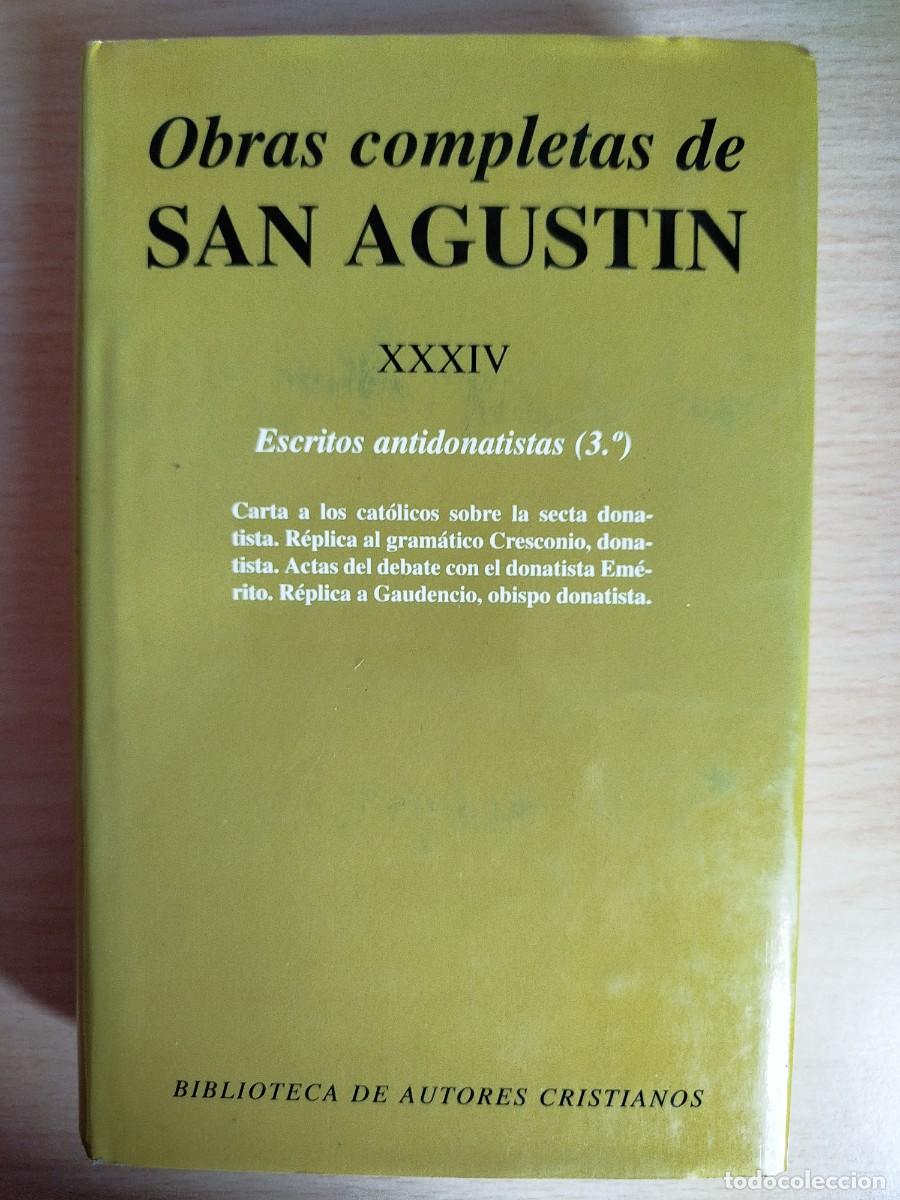 Obras completas de
SAN AGUSTIN
XXXIV
Escritos antidonatistas (3.º)
Carta a los católicos sobre la secta dona-
tista. Réplica al gramático Cresconio, dona-
tista. Actas del debate con el donatista Emé-
rito. Réplica a Gaudencio, obispo donatista.
BIBLIOTECA DE AUTORES CRISTIANOS
todocoleccion